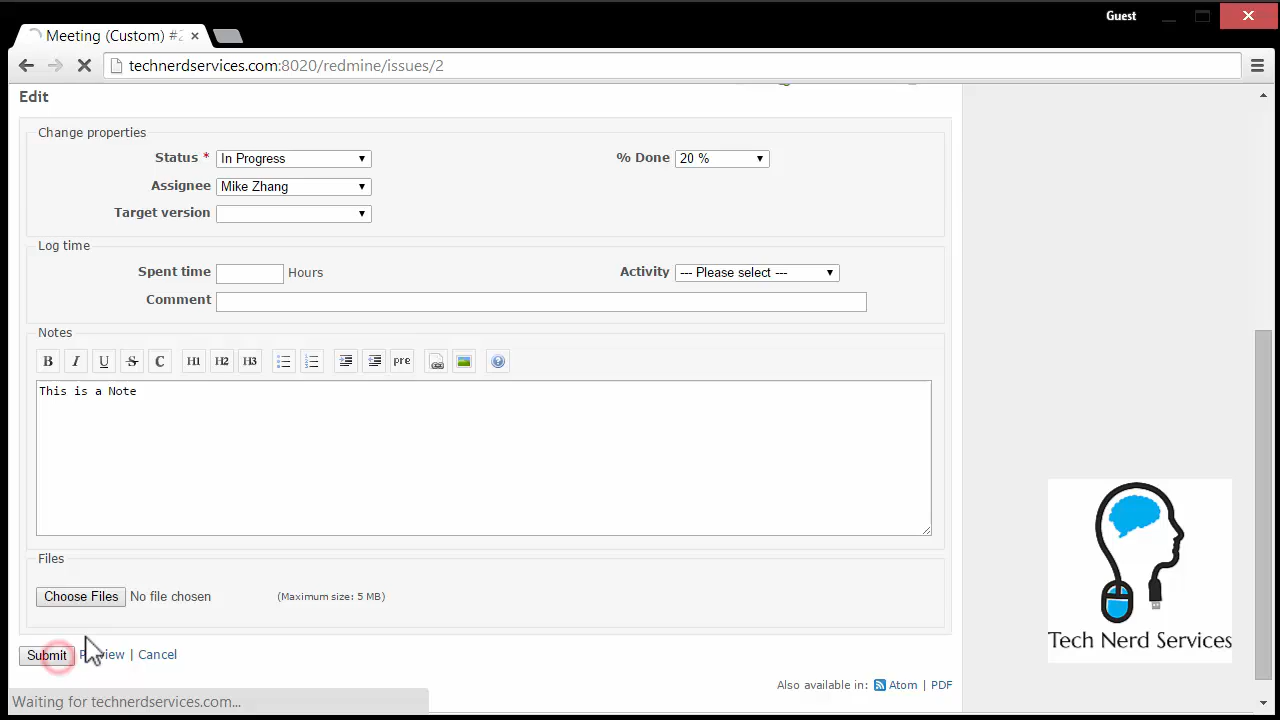 Guest
Meeting (Custom) #2
technerdservices.com:8020/redmine/issues/2
Edit
Change properties
Status * In Progress % Done 20 %
Assignee Mike Zhang
Target version
Log time
Spent time Hours Activity --- Please select ---
Comment
Notes
B I U S C H1 H2 H3 pre
This is a Note
Files
Choose Files No file chosen (Maximum size: 5 MB)
Submit Preview | Cancel
Also available in: Atom | PDF
Waiting for technerdservices.com...
Tech Nerd Services